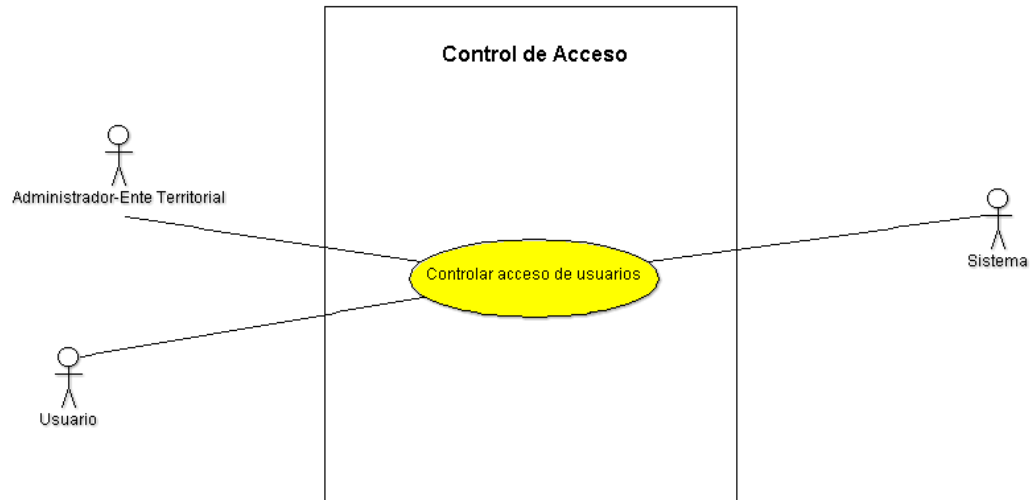 Control de Acceso
Administrador-Ente Territorial
Controlar acceso de usuarios
Sistema
Usuario